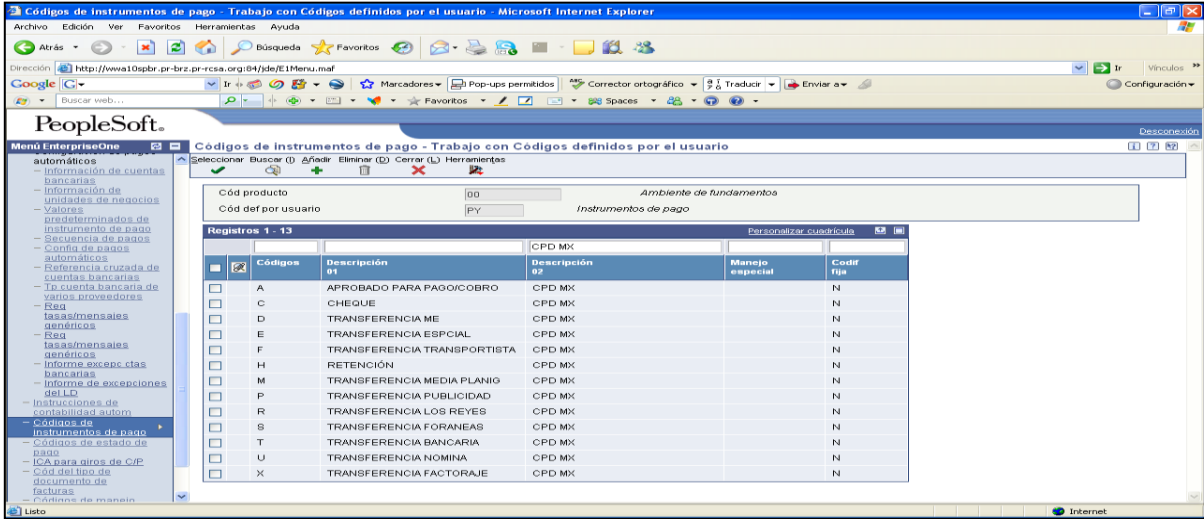 Códigos de instrumentos de pago - Trabajo con Códigos definidos por el usuario - Microsoft Internet Explorer
Archivo Edición Ver Favoritos Herramientas Ayuda
Atrás Búsqueda Favoritos
Dirección http://wwa10spbr.pr-brz.pr-rcsa.org:84/jde/E1Menu.maf Ir Vínculos
Google G Ir Marcadores Pop-ups permitidos Corrector ortográfico Traducir Enviar a Configuración
Buscar web... Favoritos Spaces
PeopleSoft.
Desconexión
Menú EnterpriseOne
Códigos de instrumentos de pago - Trabajo con Códigos definidos por el usuario
Seleccionar Buscar (I) Añadir Eliminar (D) Cerrar (L) Herramientas
automáticos
– Información de cuentas
bancarias
– Información de
unidades de negocios
– Valores
predeterminados de
instrumento de pago
– Secuencia de pagos
– Config de pagos
automáticos
– Referencia cruzada de
cuentas bancarias
– Tp cuenta bancaria de
varios proveedores
– Reg
tasas/mensajes
genéricos
– Reg
tasas/mensajes
genéricos
– Informe excepc ctas
bancarias
– Informe de excepciones
del LD
– Instrucciones de
contabilidad autom
– Códigos de
instrumentos de pago
– Códigos de estado de
pago
– ICA para giros de C/P
– Cód del tipo de
documento de
facturas
– Códigos de manejo
Cód producto 00 Ambiente de fundamentos
Cód def por usuario PY Instrumentos de pago
Registros 1 - 13 Personalizar cuadrícula
CPD MX
Códigos Descripción 01 Descripción 02 Manejo especial Codif fija
A APROBADO PARA PAGO/COBRO CPD MX N
C CHEQUE CPD MX N
D TRANSFERENCIA ME CPD MX N
E TRANSFERENCIA ESPCIAL CPD MX N
F TRANSFERENCIA TRANSPORTISTA CPD MX N
H RETENCIÓN CPD MX N
M TRANSFERENCIA MEDIA PLANIG CPD MX N
P TRANSFERENCIA PUBLICIDAD CPD MX N
R TRANSFERENCIA LOS REYES CPD MX N
S TRANSFERENCIA FORANEAS CPD MX N
T TRANSFERENCIA BANCARIA CPD MX N
U TRANSFERENCIA NOMINA CPD MX N
X TRANSFERENCIA FACTORAJE CPD MX N
Listo Internet